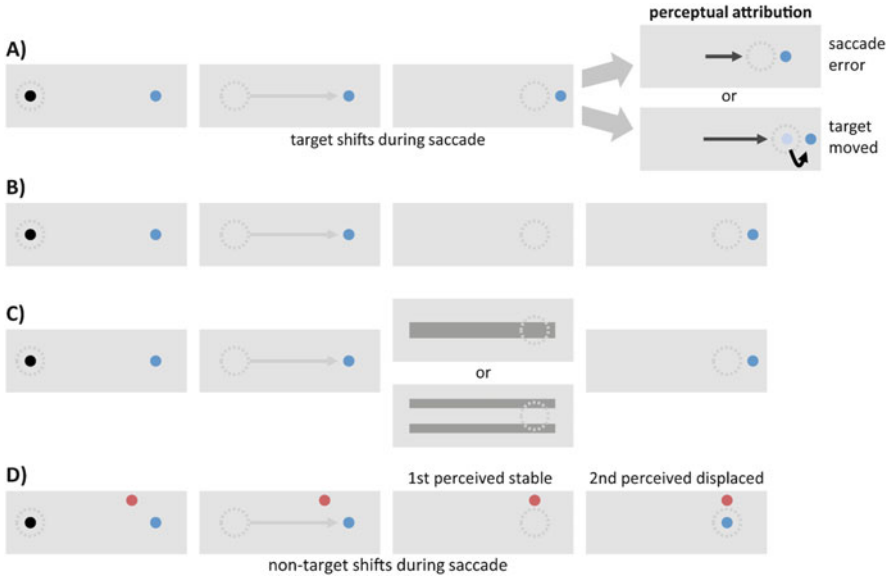 perceptual attribution
A)
saccade
error
or
target shifts during saccade
target
moved
B)
C)
or
D)
1st perceived stable
2nd perceived displaced
non-target shifts during saccade